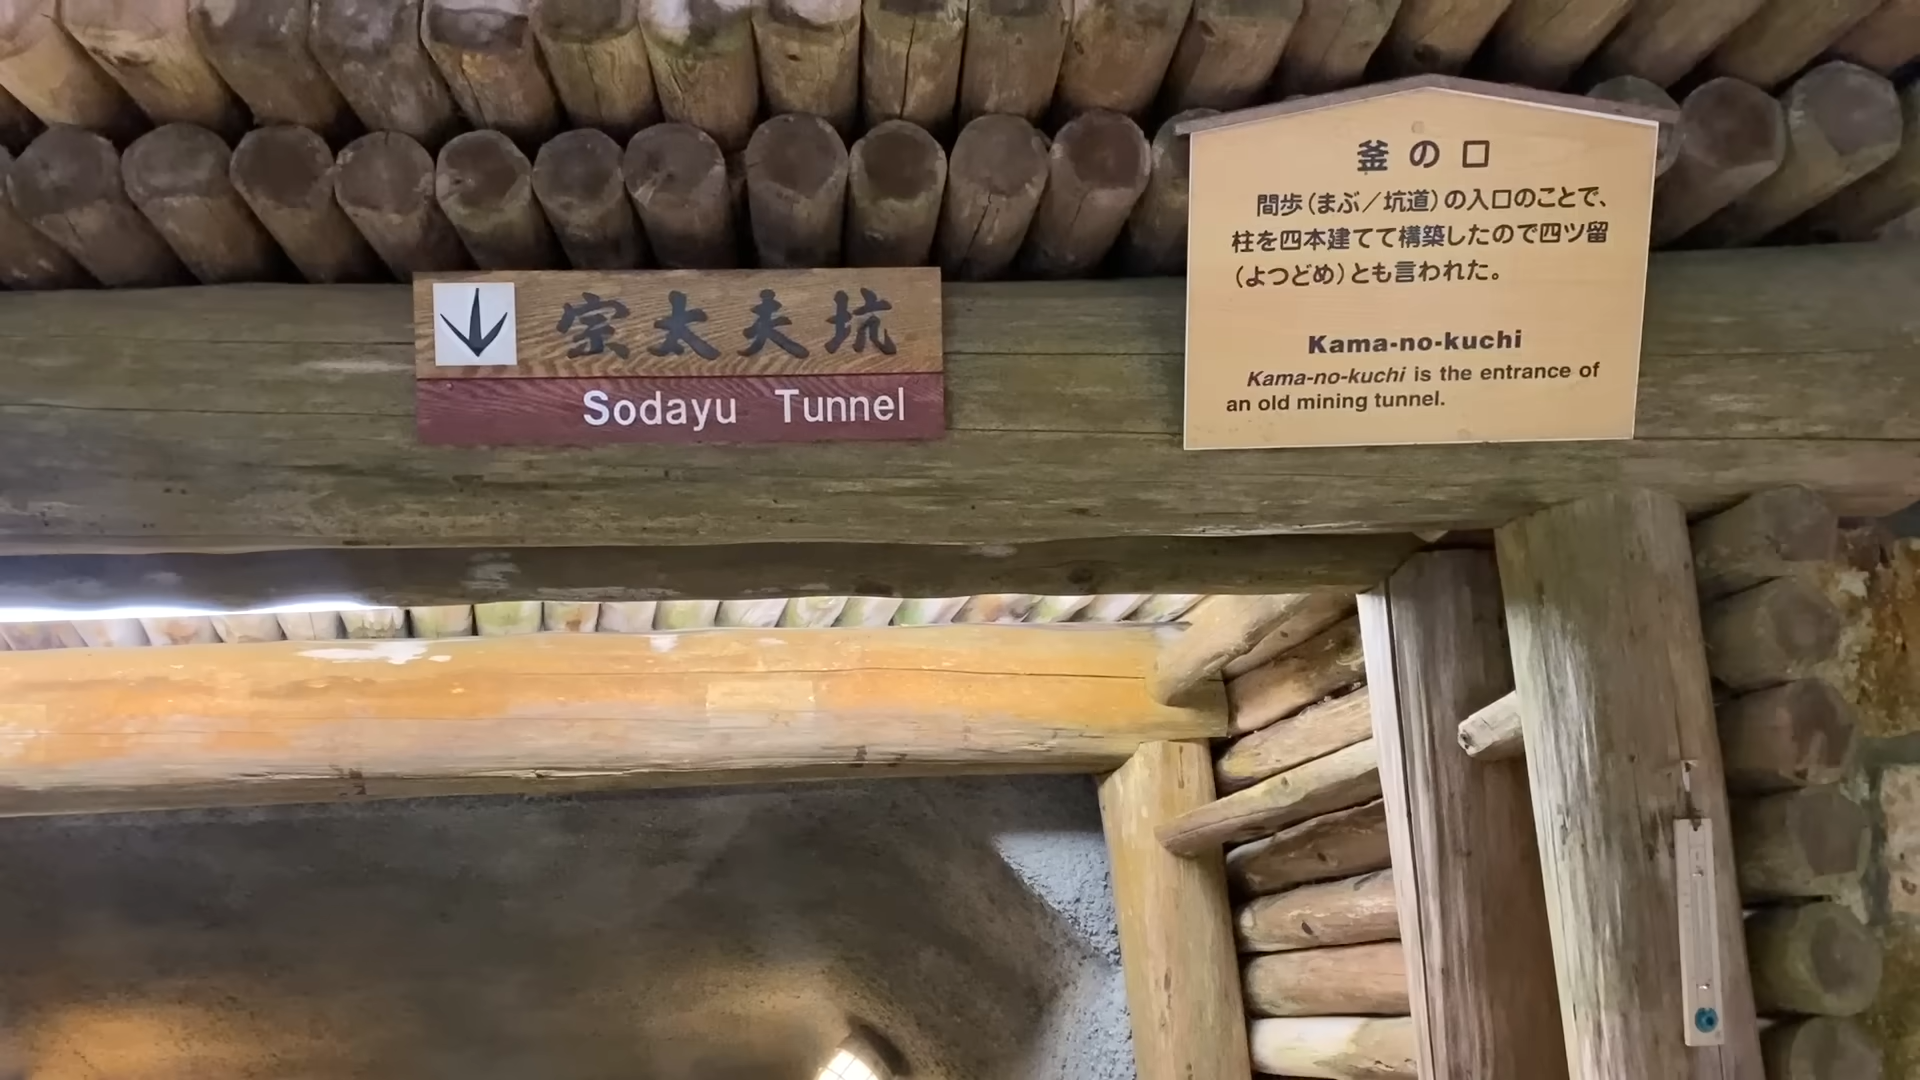 宗太夫坑
Sodayu Tunnel
釜の口
間歩(まぶ/坑道)の入口のことで、
柱を四本建てて構築したので四ツ留
(よつどめ)とも言われた。
Kama-no-kuchi
Kama-no-kuchi is the entrance of
an old mining tunnel.